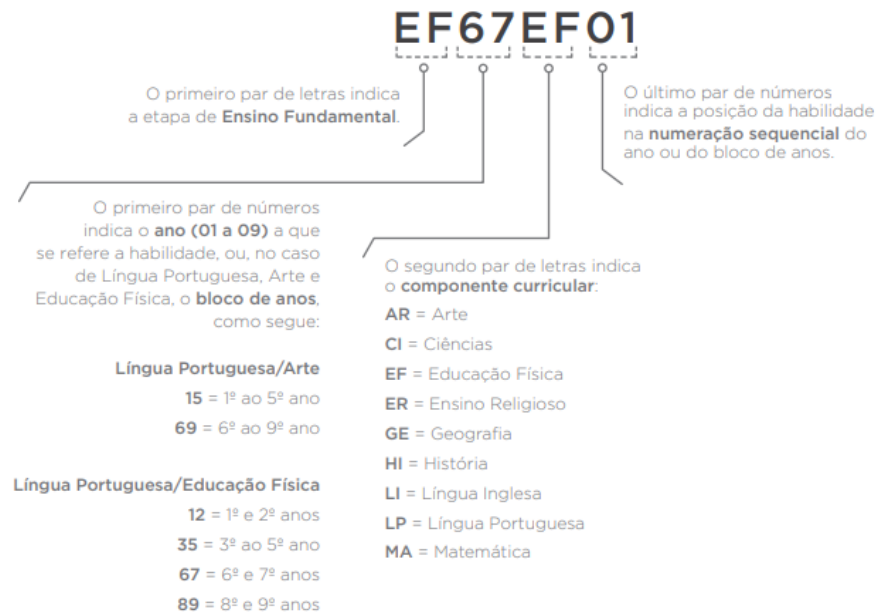 EF67EF01
O primeiro par de letras indica
a etapa de Ensino Fundamental.
O último par de números
indica a posição da habilidade
na numeração sequencial do
ano ou do bloco de anos.
O primeiro par de números
indica o ano (01 a 09) a que
se refere a habilidade, ou, no caso
de Língua Portuguesa, Arte e
Educação Física, o bloco de anos,
como segue:
Língua Portuguesa/Arte
15 = 1º ao 5º ano
69 = 6º ao 9º ano
Língua Portuguesa/Educação Física
12 = 1º e 2º anos
35 = 3º ao 5º ano
67 = 6º e 7º anos
89 = 8º e 9º anos
O segundo par de letras indica
o componente curricular:
AR = Arte
CI = Ciências
EF = Educação Física
ER = Ensino Religioso
GE = Geografia
HI = História
LI = Língua Inglesa
LP = Língua Portuguesa
MA = Matemática